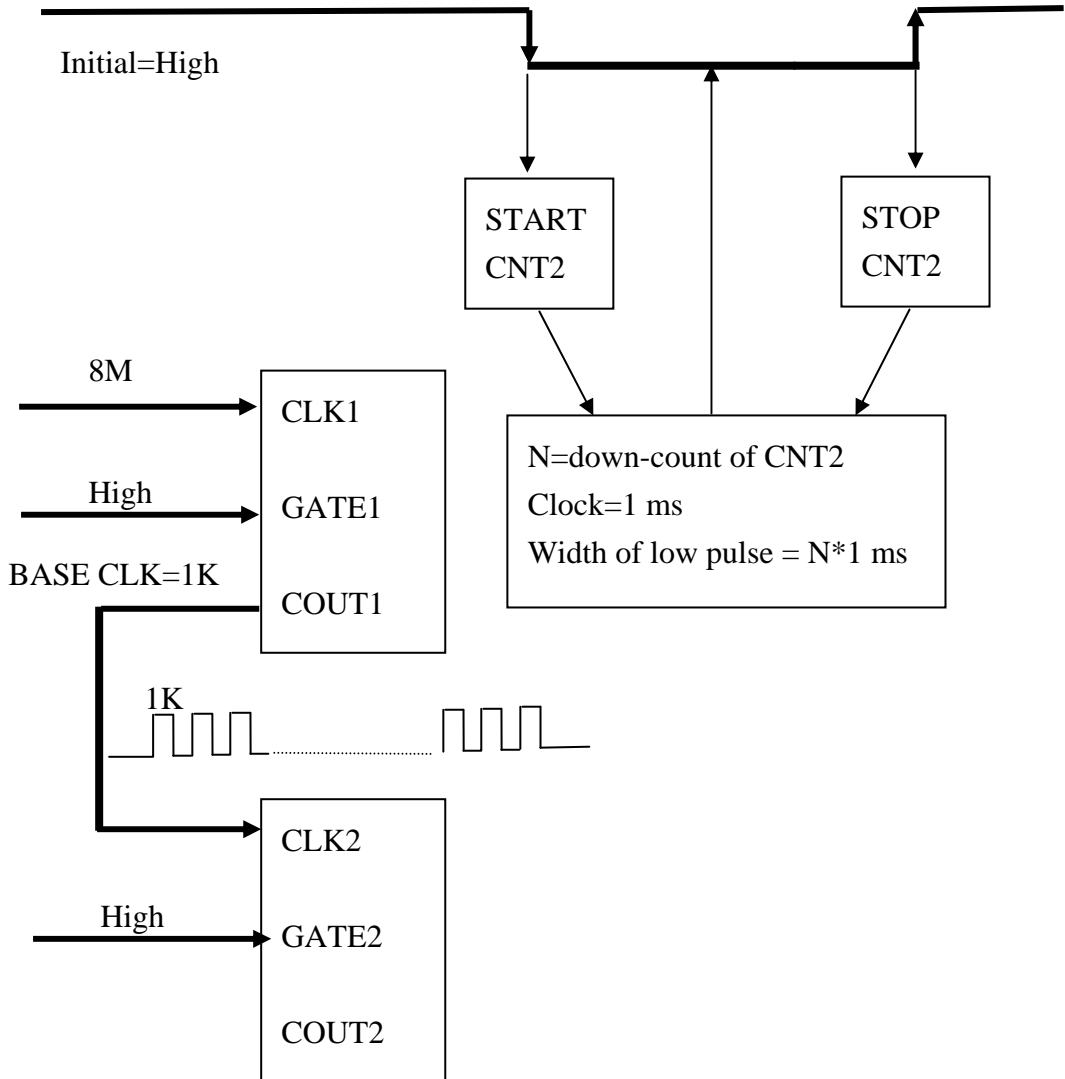 Initial=High
START
CNT2
STOP
CNT2
8M
CLK1
High
GATE1
BASE CLK=1K
COUT1
N=down-count of CNT2
Clock=1 ms
Width of low pulse = N*1 ms
1K
CLK2
High
GATE2
COUT2